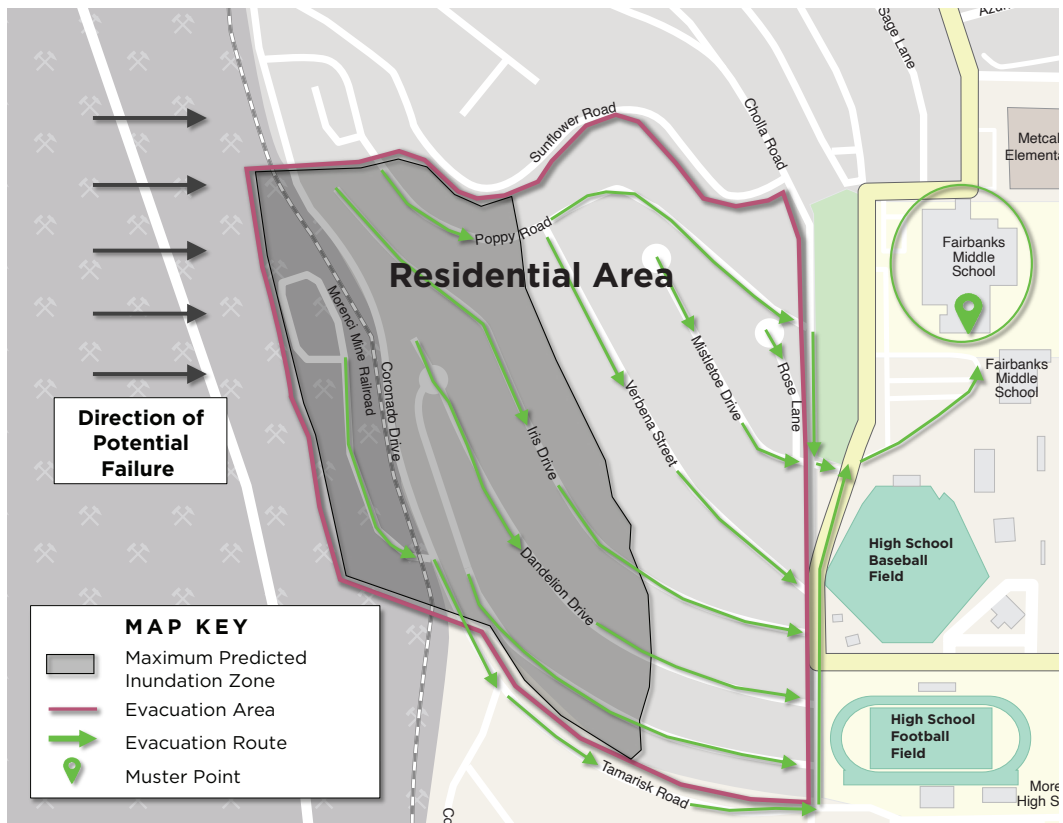 Azur
Sage Lane
Cholla Road
Sunflower Road
Metcal
Elementa
Fairbanks
Middle
School
Poppy Road
Residential Area
Morenci Mine Railroad
Coronado Drive
Mistletoe Drive
Rose Lane
Verbena Street
Iris Drive
Fairbanks
Middle
School
Direction of
Potential
Failure
High School
Baseball
Field
Dandelion Drive
MAP KEY
Maximum Predicted
Inundation Zone
Evacuation Area
Evacuation Route
Muster Point
High School
Football
Field
Tamarisk Road
More
High S
Co